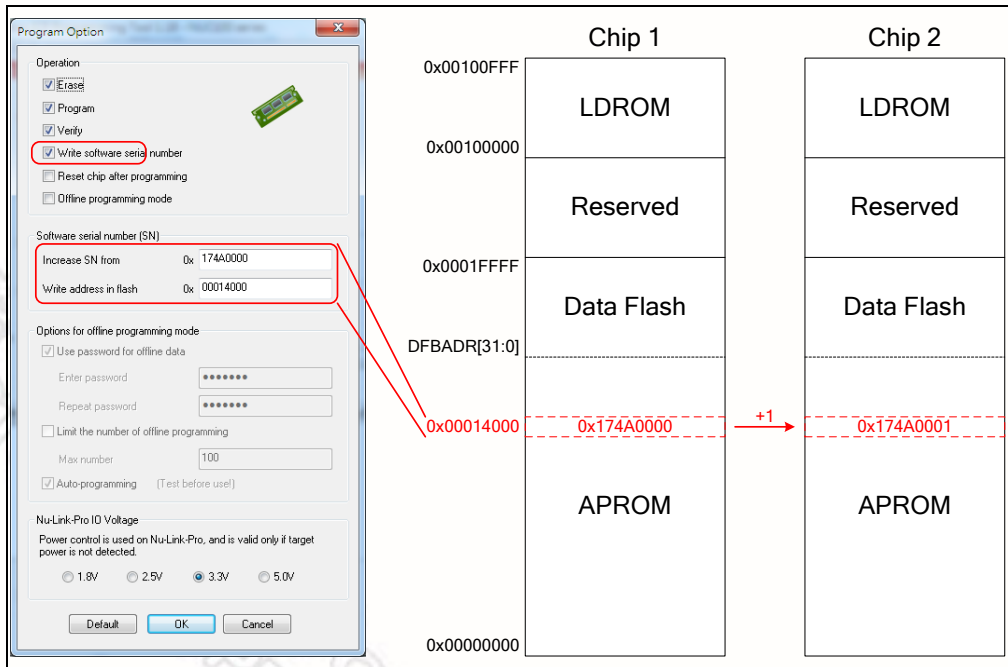 Program Option
Operation
Erase
Program
Verify
Write software serial number
Reset chip after programming
Offline programming mode
Software serial number (SN)
Increase SN from 0x 174A0000
Write address in flash 0x 00014000
Options for offline programming mode
Use password for offline data
Enter password •••••••
Repeat password •••••••
Limit the number of offline programming
Max number 100
Auto-programming (Test before use!)
Nu-Link-Pro IO Voltage
Power control is used on Nu-Link-Pro, and is valid only if target
power is not detected.
1.8V 2.5V 3.3V 5.0V
Default OK Cancel
Chip 1 Chip 2
0x00100FFF
LDROM LDROM
0x00100000
Reserved Reserved
0x0001FFFF
Data Flash Data Flash
DFBADR[31:0]
0x00014000 0x174A0000 +1 0x174A0001
APROM APROM
0x00000000